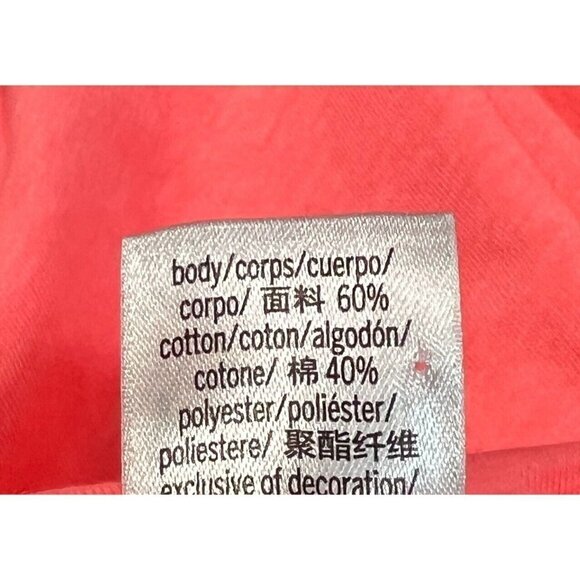 body/corps/cuerpo/
corpo/ 面料 60%
cotton/coton/algodón/
cotone/ 棉 40%
polyester/poliéster/
poliestere/ 聚酯纤维
exclusive of decoration/